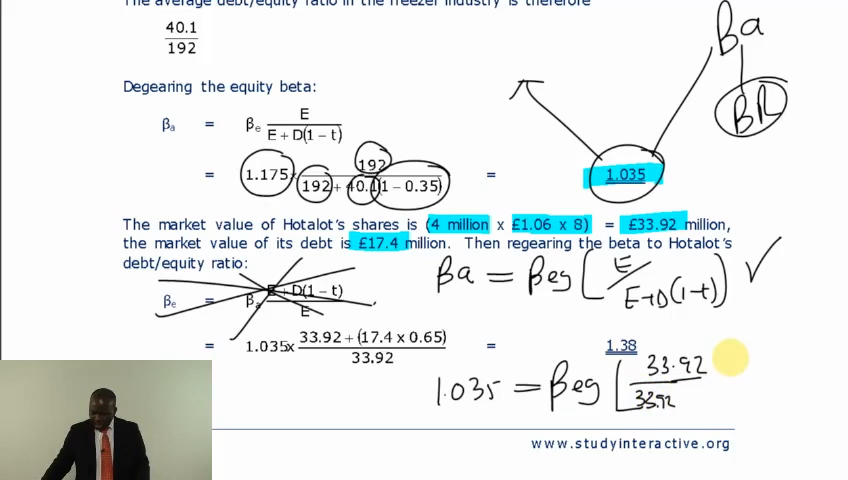 The average debt/equity ratio in the freezer industry is therefore
40.1
192
βa
BR
Degearing the equity beta:
βa = βe E
E + D(1 − t)
= 1.175x 192 = 1.035
192 + 40.1(1 − 0.35)
The market value of Hotalot's shares is (4 million x £1.06 x 8) = £33.92 million,
the market value of its debt is £17.4 million. Then regearing the beta to Hotalot's
debt/equity ratio:
βa = βeg [E / E+D(1-t)] ✓
βe = βa E + D(1 − t)
E
= 1.035x 33.92 + (17.4 x 0.65) = 1.38
33.92
1.035 = βeg [33.92
33.92
www.studyinteractive.org